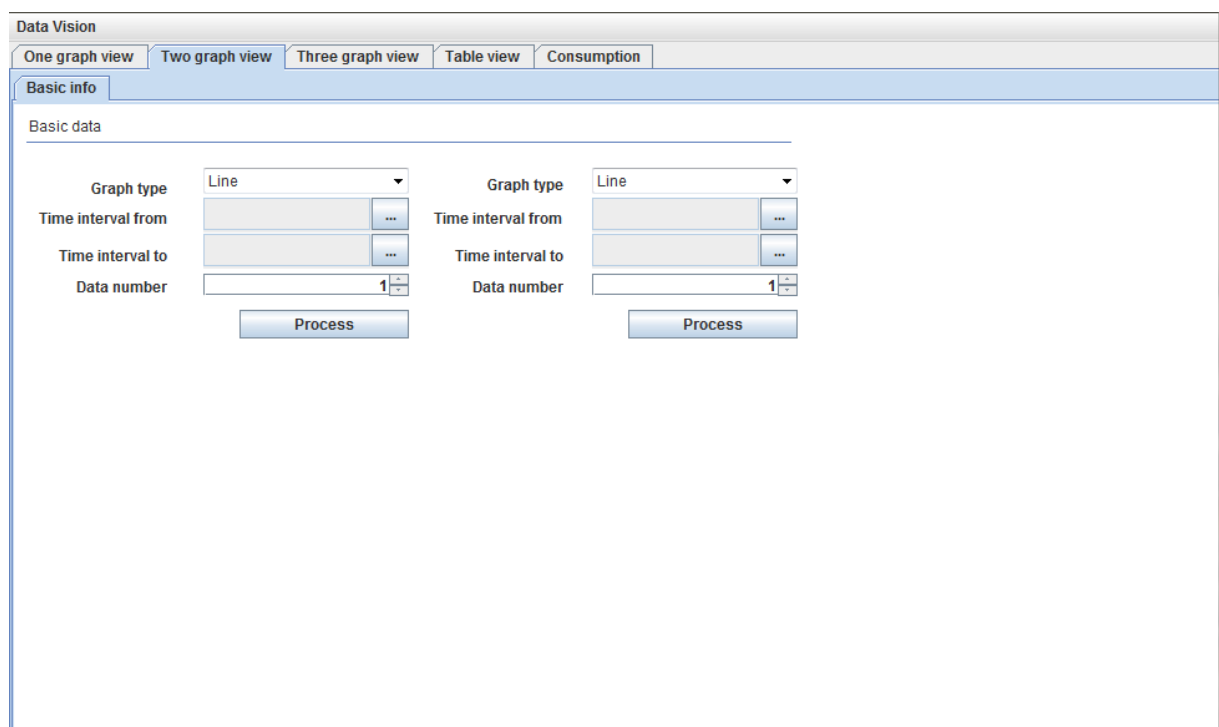 Data Vision
One graph view Two graph view Three graph view Table view Consumption
Basic info
Basic data
Graph type Line Graph type Line
Time interval from ... Time interval from ...
Time interval to ... Time interval to ...
Data number 1 Data number 1
Process Process